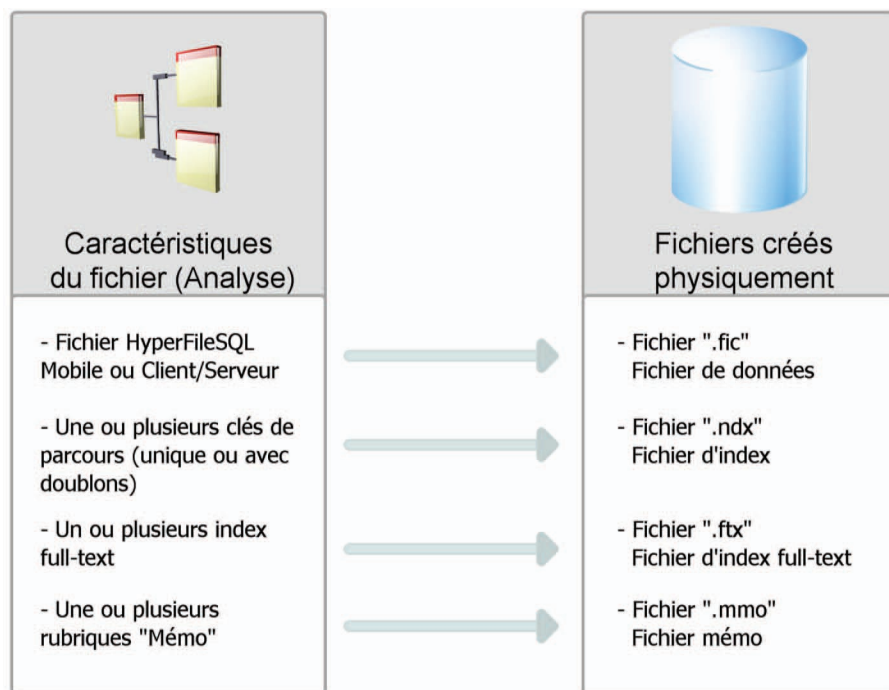 Caractéristiques
du fichier (Analyse)
- Fichier HyperFileSQL
Mobile ou Client/Serveur
- Une ou plusieurs clés de
parcours (unique ou avec
doublons)
- Un ou plusieurs index
full-text
- Une ou plusieurs
rubriques "Mémo"
Fichiers créés
physiquement
- Fichier ".fic"
Fichier de données
- Fichier ".ndx"
Fichier d'index
- Fichier ".ftx"
Fichier d'index full-text
- Fichier ".mmo"
Fichier mémo